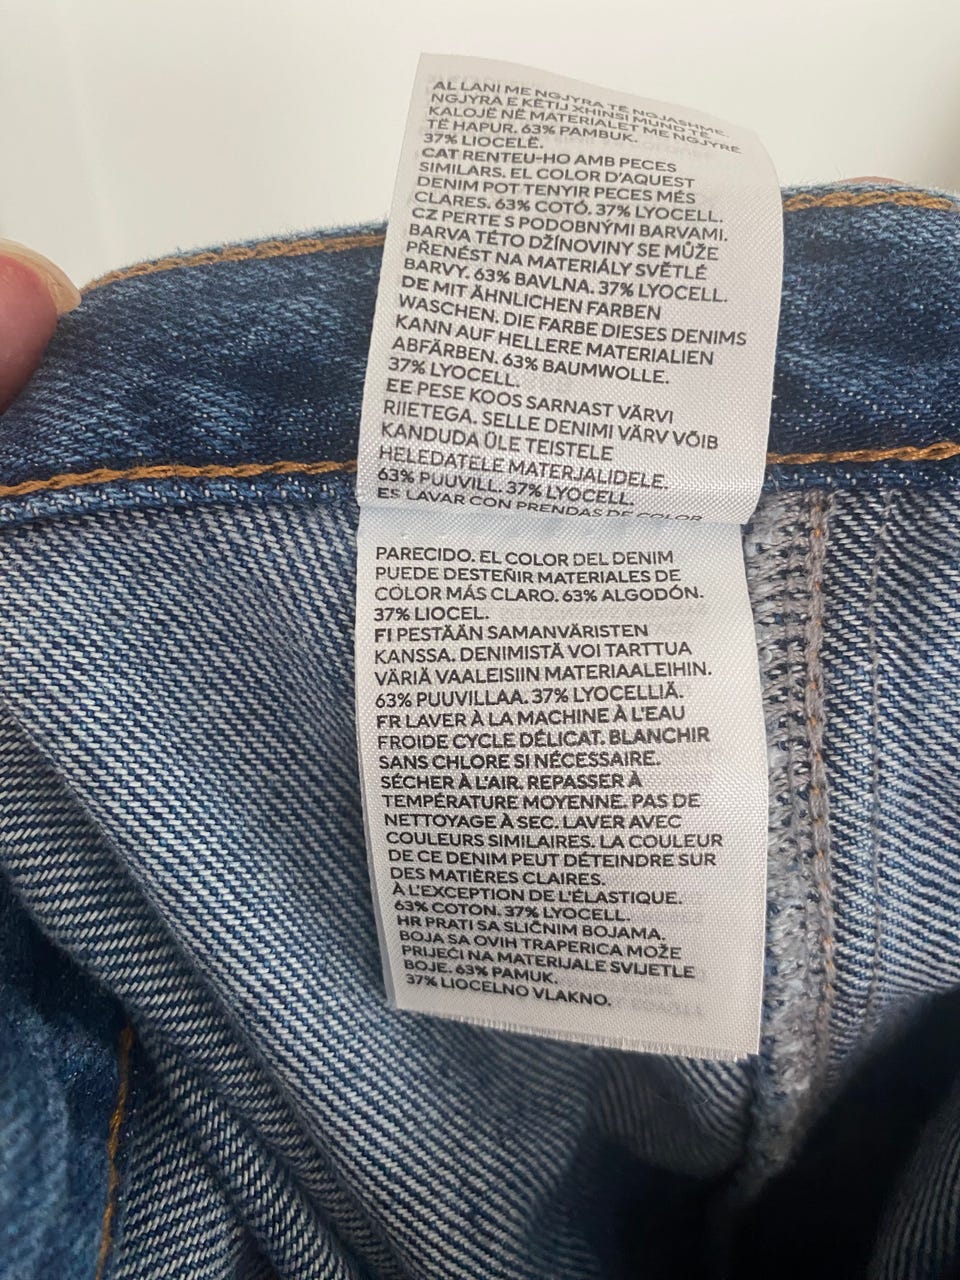 AL LANI ME NGJYRA TË NGJASHME.
NGJYRA E KËTIJ XHINSI MUND TË
KALOJË NË MATERIALET ME NGJYRË
TË HAPUR. 63% PAMBUK.
37% LIOCELË.
CAT RENTEU-HO AMB PECES
SIMILARS. EL COLOR D'AQUEST
DENIM POT TENYIR PECES MÉS
CLARES. 63% COTÓ. 37% LYOCELL.
CZ PERTE S PODOBNÝMI BARVAMI.
BARVA TÉTO DŽÍNOVINY SE MŮŽE
PŘENÉST NA MATERIÁLY SVĚTLÉ
BARVY. 63% BAVLNA. 37% LYOCELL.
DE MIT ÄHNLICHEN FARBEN
WASCHEN. DIE FARBE DIESES DENIMS
KANN AUF HELLERE MATERIALIEN
ABFÄRBEN. 63% BAUMWOLLE.
37% LYOCELL.
EE PESE KOOS SARNAST VÄRVI
RIIETEGA. SELLE DENIMI VÄRV VÕIB
KANDUDA ÜLE TEISTELE
HELEDATELE MATERJALIDELE.
63% PUUVILL. 37% LYOCELL.
ES LAVAR CON PRENDAS DE COLOR
PARECIDO. EL COLOR DEL DENIM
PUEDE DESTEÑIR MATERIALES DE
COLOR MÁS CLARO. 63% ALGODÓN.
37% LIOCEL.
FI PESTÄÄN SAMANVÄRISTEN
KANSSA. DENIMISTÄ VOI TARTTUA
VÄRIÄ VAALEISIIN MATERIAALEIHIN.
63% PUUVILLAA. 37% LYOCELLIÄ.
FR LAVER À LA MACHINE À L'EAU
FROIDE CYCLE DÉLICAT. BLANCHIR
SANS CHLORE SI NÉCESSAIRE.
SÉCHER À L'AIR. REPASSER À
TEMPÉRATURE MOYENNE. PAS DE
NETTOYAGE À SEC. LAVER AVEC
COULEURS SIMILAIRES. LA COULEUR
DE CE DENIM PEUT DÉTEINDRE SUR
DES MATIÈRES CLAIRES.
À L'EXCEPTION DE L'ÉLASTIQUE.
63% COTON. 37% LYOCELL.
HR PRATI SA SLIČNIM BOJAMA.
BOJA SA OVIH TRAPERICA MOŽE
PRIJEĆI NA MATERIJALE SVIJETLE
BOJE. 63% PAMUK.
37% LIOCELNO VLAKNO.